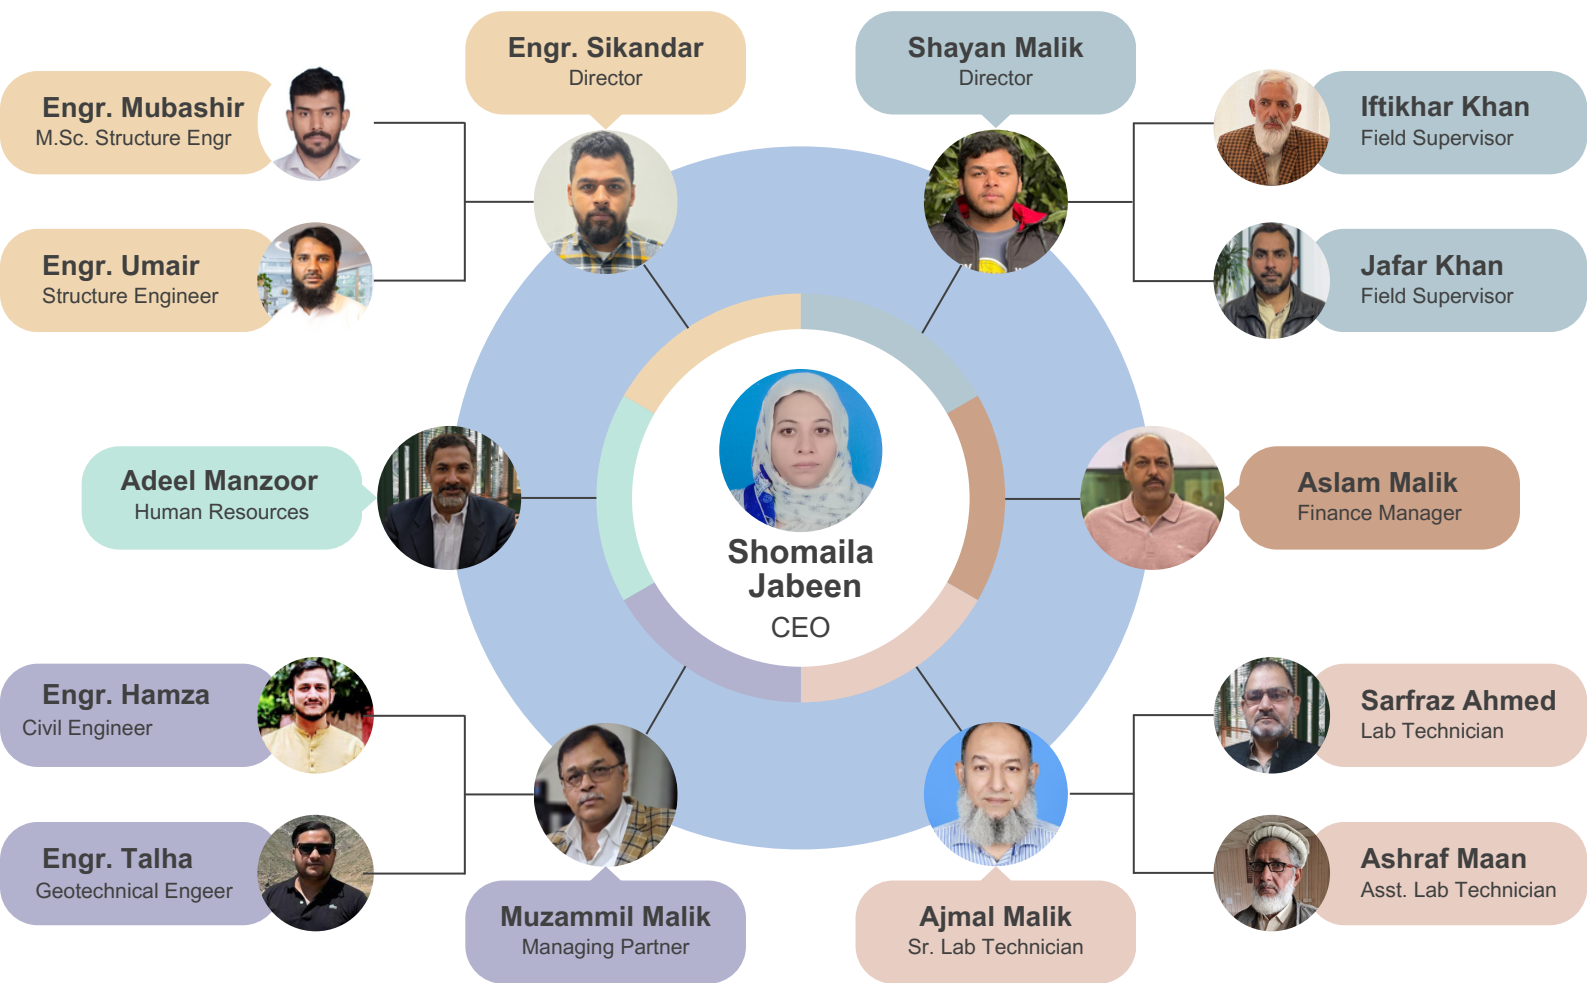 Engr. Sikandar
Director
Shayan Malik
Director
Engr. Mubashir
M.Sc. Structure Engr
Iftikhar Khan
Field Supervisor
Engr. Umair
Structure Engineer
Jafar Khan
Field Supervisor
Adeel Manzoor
Human Resources
Shomaila
Jabeen
CEO
Aslam Malik
Finance Manager
Engr. Hamza
Civil Engineer
Sarfraz Ahmed
Lab Technician
Engr. Talha
Geotechnical Engeer
Ashraf Maan
Asst. Lab Technician
Muzammil Malik
Managing Partner
Ajmal Malik
Sr. Lab Technician